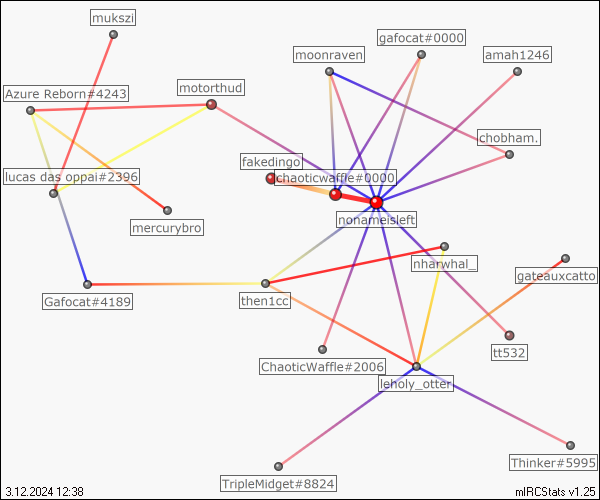 mukszi
gafocat#0000
moonraven
amah1246
motorthud
Azure Reborn#4243
chobham.
fakedingo
chaoticwaffle#0000
lucas das oppai#2396
nonameisleft
mercurybro
nharwhal_
gateauxcatto
Gafocat#4189
then1cc
tt532
ChaoticWaffle#2006
leholy_otter
Thinker#5995
TripleMidget#8824
3.12.2024 12:38
mIRCStats v1.25